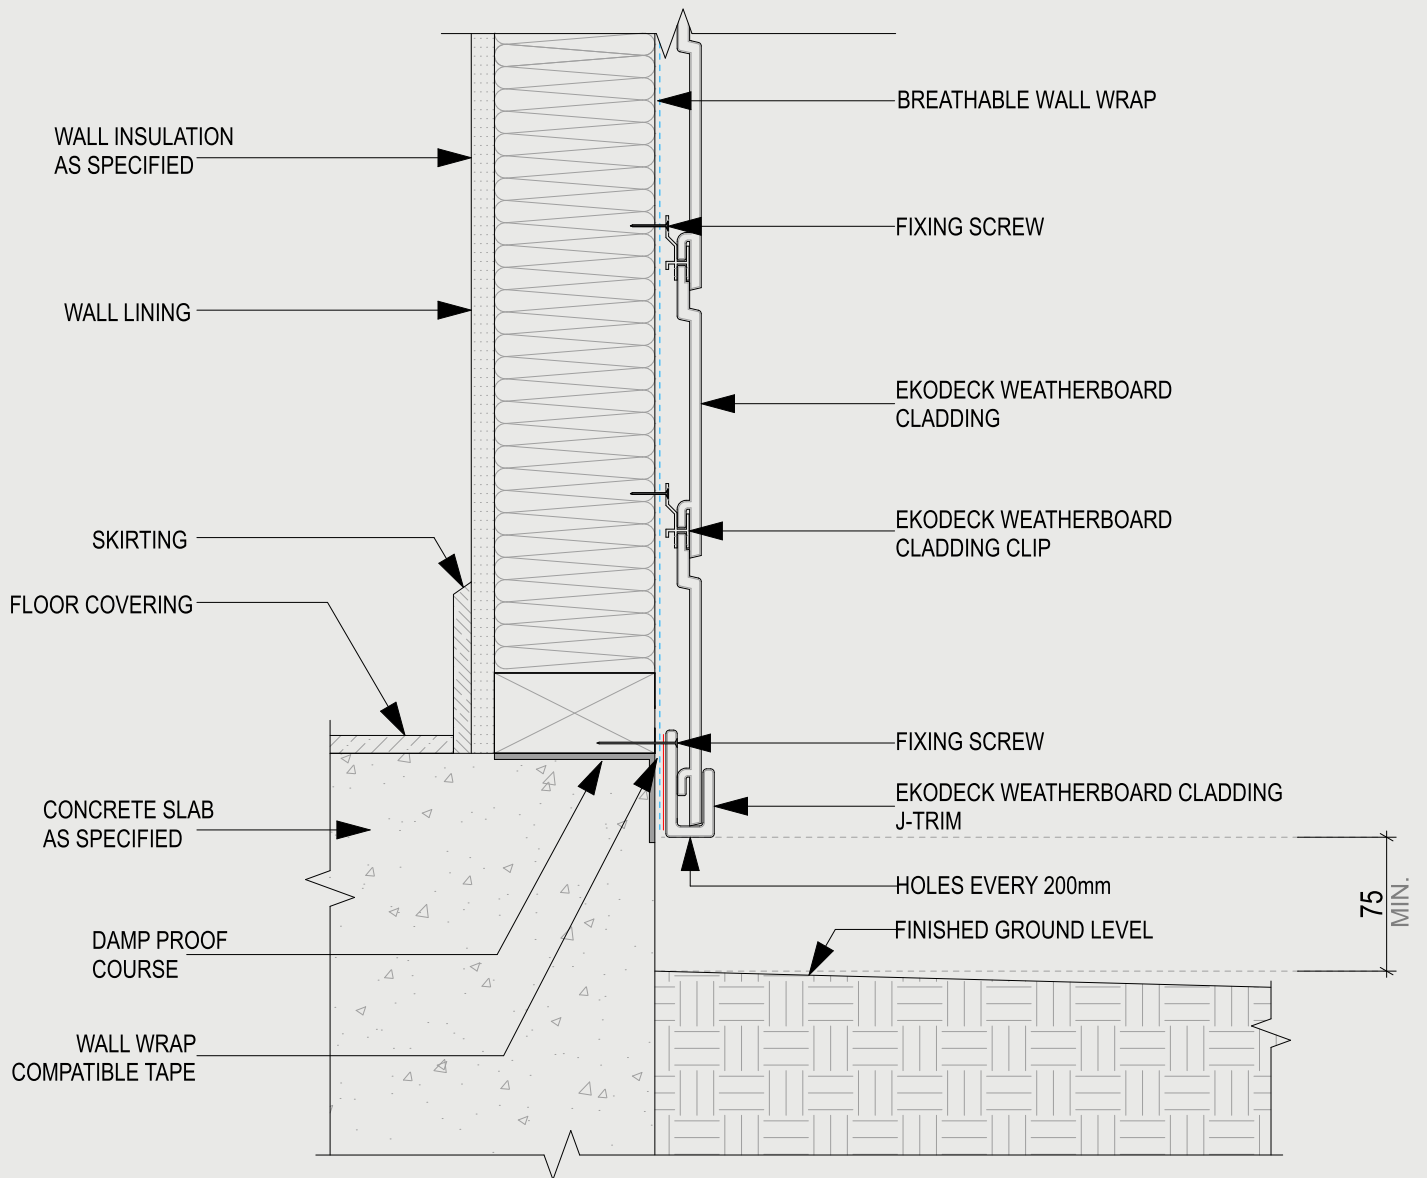 BREATHABLE WALL WRAP
WALL INSULATION
AS SPECIFIED
FIXING SCREW
WALL LINING
EKODECK WEATHERBOARD
CLADDING
EKODECK WEATHERBOARD
CLADDING CLIP
SKIRTING
FLOOR COVERING
FIXING SCREW
EKODECK WEATHERBOARD CLADDING
J-TRIM
CONCRETE SLAB
AS SPECIFIED
HOLES EVERY 200mm
75
MIN.
FINISHED GROUND LEVEL
DAMP PROOF
COURSE
WALL WRAP
COMPATIBLE TAPE